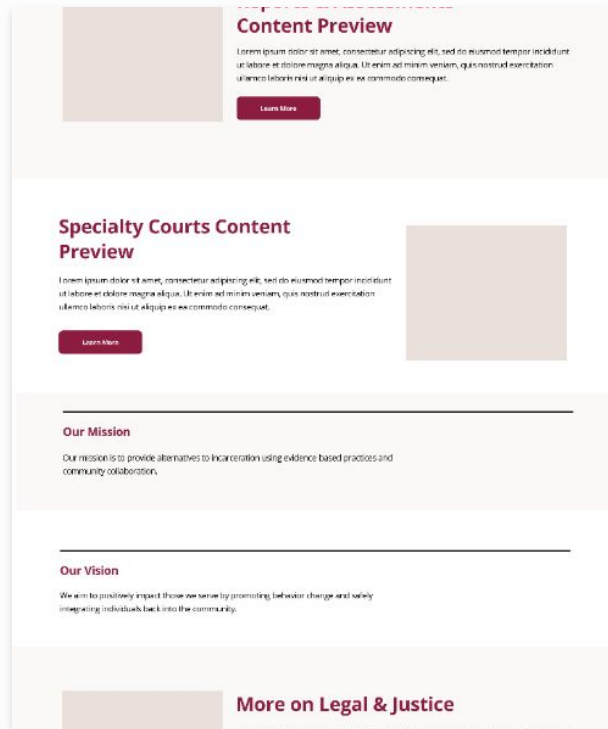 Reports & Assessments
Content Preview
Lorem ipsum dolor sit amet, consectetur adipiscing elit, sed do eiusmod tempor incididunt
ut labore et dolore magna aliqua. Ut enim ad minim veniam, quis nostrud exercitation
ullamco laboris nisi ut aliquip ex ea commodo consequat.
Learn More
Specialty Courts Content
Preview
Lorem ipsum dolor sit amet, consectetur adipiscing elit, sed do eiusmod tempor incididunt
ut labore et dolore magna aliqua. Ut enim ad minim veniam, quis nostrud exercitation
ullamco laboris nisi ut aliquip ex ea commodo consequat.
Learn More
Our Mission
Our mission is to provide alternatives to incarceration using evidence based practices and
community collaboration.
Our Vision
We aim to positively impact those we serve by promoting behavior change and safely
integrating individuals back into the community.
More on Legal & Justice